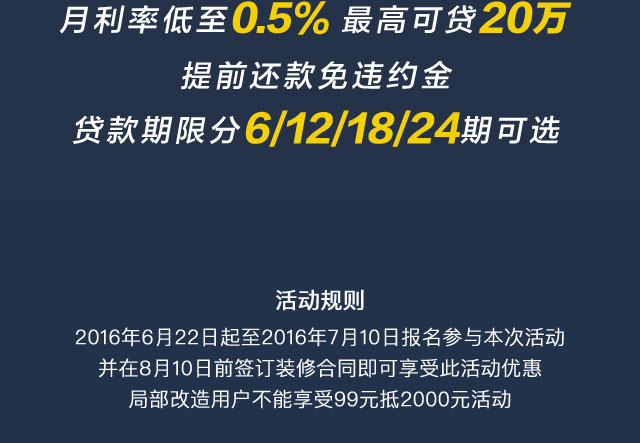 月利率低至0.5% 最高可贷20万
提前还款免违约金
贷款期限分6/12/18/24期可选
活动规则
2016年6月22日起至2016年7月10日报名参与本次活动
并在8月10日前签订装修合同即可享受此活动优惠
局部改造用户不能享受99元抵2000元活动